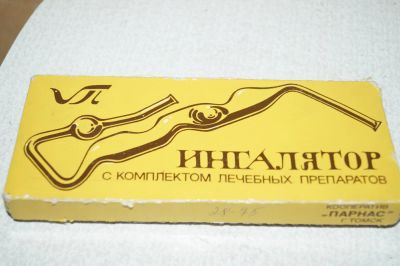 ИНГАЛЯТОР
С КОМПЛЕКТОМ ЛЕЧЕБНЫХ ПРЕПАРАТОВ
КООПЕРАТИВ
"ПАРНАС"
Г. ТОМСК